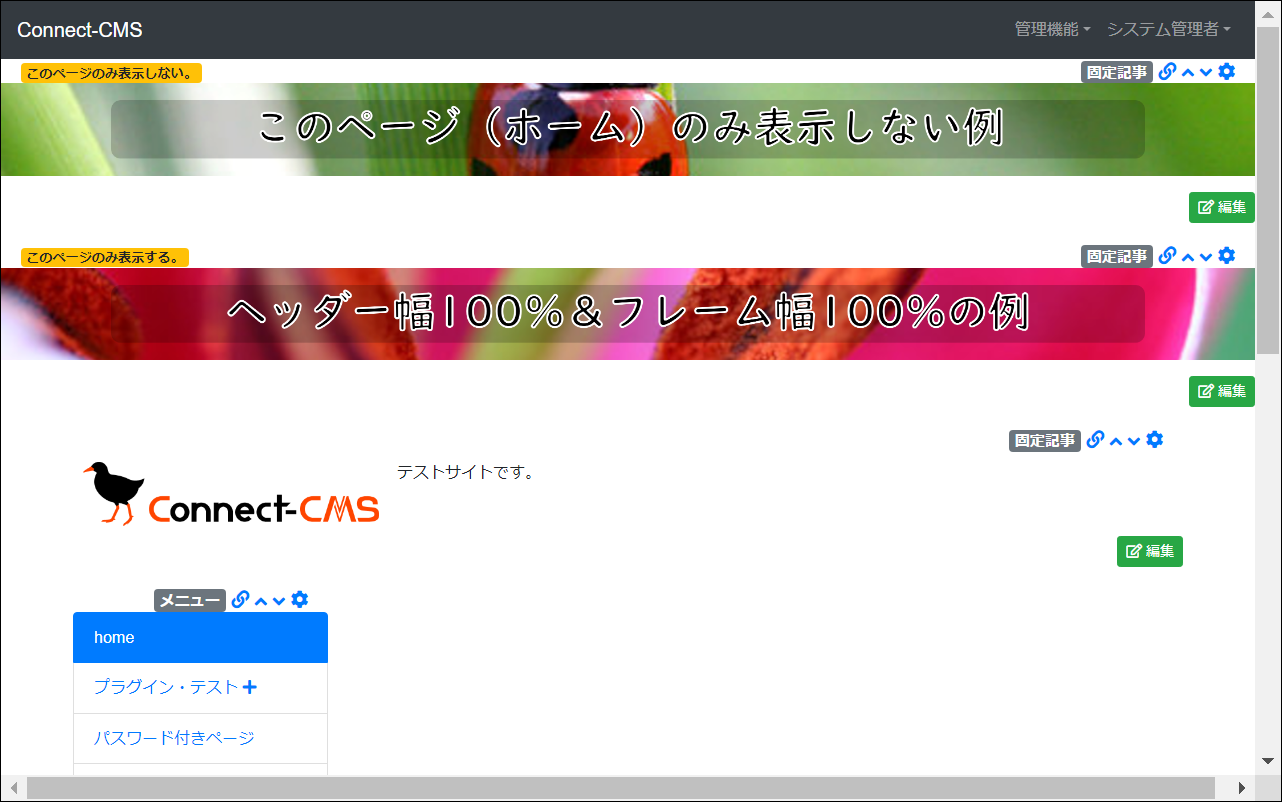 Connect-CMS 管理機能 システム管理者
このページのみ表示しない。 固定記事
このページ（ホーム）のみ表示しない例
編集
このページのみ表示する。 固定記事
ヘッダー幅100％＆フレーム幅100％の例
編集
固定記事
テストサイトです。
Connect-CMS
編集
メニュー
home
プラグイン・テスト
パスワード付きページ